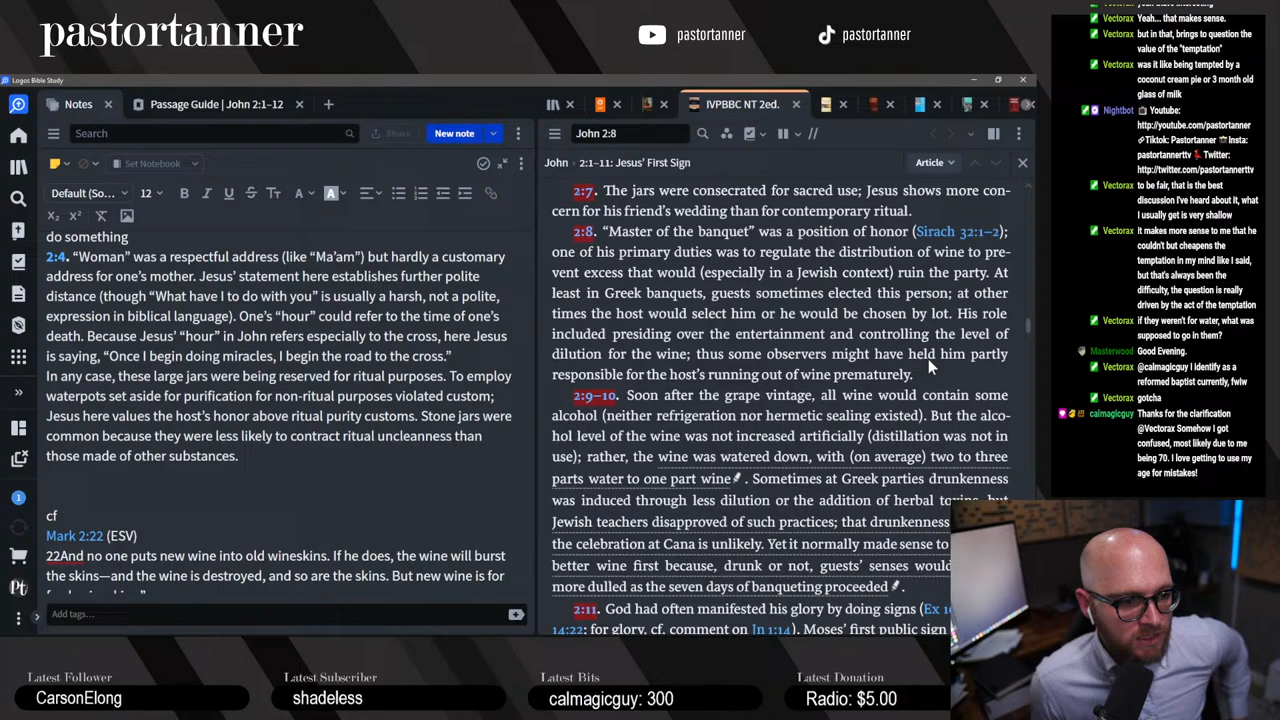 pastortanner
pastortanner
pastortanner
Logos Bible Study
Notes
Passage Guide | John 2:1–12
Search
Share
New note
Set Notebook
Default (So...
12
B I U S TT
A
A
X₂ X²
do something
2:4. “Woman” was a respectful address (like “Ma’am”) but hardly a customary
address for one’s mother. Jesus’ statement here establishes further polite
distance (though “What have I to do with you” is usually a harsh, not a polite,
expression in biblical language). One’s “hour” could refer to the time of one’s
death. Because Jesus’ “hour” in John refers especially to the cross, here Jesus
is saying, “Once I begin doing miracles, I begin the road to the cross.”
In any case, these large jars were being reserved for ritual purposes. To employ
waterpots set aside for purification for non-ritual purposes violated custom;
Jesus here values the host’s honor above ritual purity customs. Stone jars were
common because they were less likely to contract ritual uncleanness than
those made of other substances.
cf
Mark 2:22 (ESV)
22And no one puts new wine into old wineskins. If he does, the wine will burst
the skins—and the wine is destroyed, and so are the skins. But new wine is for
Add tags...
1
Pt
IVPBBC NT 2ed.
John 2:8
John
2:1–11: Jesus’ First Sign
Article
2:7. The jars were consecrated for sacred use; Jesus shows more con-
cern for his friend’s wedding than for contemporary ritual.
2:8. “Master of the banquet” was a position of honor (Sirach 32:1–2);
one of his primary duties was to regulate the distribution of wine to pre-
vent excess that would (especially in a Jewish context) ruin the party. At
least in Greek banquets, guests sometimes elected this person; at other
times the host would select him or he would be chosen by lot. His role
included presiding over the entertainment and controlling the level of
dilution for the wine; thus some observers might have held him partly
responsible for the host’s running out of wine prematurely.
2:9–10. Soon after the grape vintage, all wine would contain some
alcohol (neither refrigeration nor hermetic sealing existed). But the alco-
hol level of the wine was not increased artificially (distillation was not in
use); rather, the wine was watered down, with (on average) two to three
parts water to one part wine. Sometimes at Greek parties drunkenness
was induced through less dilution or the addition of herbal toxins, but
Jewish teachers disapproved of such practices; that drunkenness
the celebration at Cana is unlikely. Yet it normally made sense to
better wine first because, drunk or not, guests’ senses
more dulled as the seven days of banqueting proceeded.
2:11. God had often manifested his glory by doing signs (Ex
14:22; for glory, cf. comment on Jn 1:14). Moses’ first public sign
Vectorax Yeah... that makes sense.
Vectorax but in that, brings to question the
value of the "temptation"
Vectorax was it like being tempted by a
coconut cream pie or 3 month old
glass of milk
Nightbot Youtube:
http://youtube.com/pastortanner
Tiktok: Pastortanner insta:
pastortannerttv Twitter:
http://twitter.com/pastortannerttv
Vectorax to be fair, that is the best
discussion I've heard about it, what
I usually get is very shallow
Vectorax it makes more sense to me that he
couldn't but cheapens the
temptation in my mind like I said,
but that's always been the
difficulty, the question is really
driven by the act of the temptation
Vectorax if they weren't for water, what was
supposed to go in them?
Masterwood Good Evening.
Vectorax @calmagicguy I identify as a
reformed baptist currently, fwiw
Vectorax gotcha
calmagicguy Thanks for the clarification
@Vectorax Somehow I got
confused, most likely due to me
being 70. I love getting to use my
age for mistakes!
Latest Follower
CarsonElong
Latest Subscriber
shadeless
Latest Bits
calmagicguy: 300
Latest Donation
Radio: $5.00